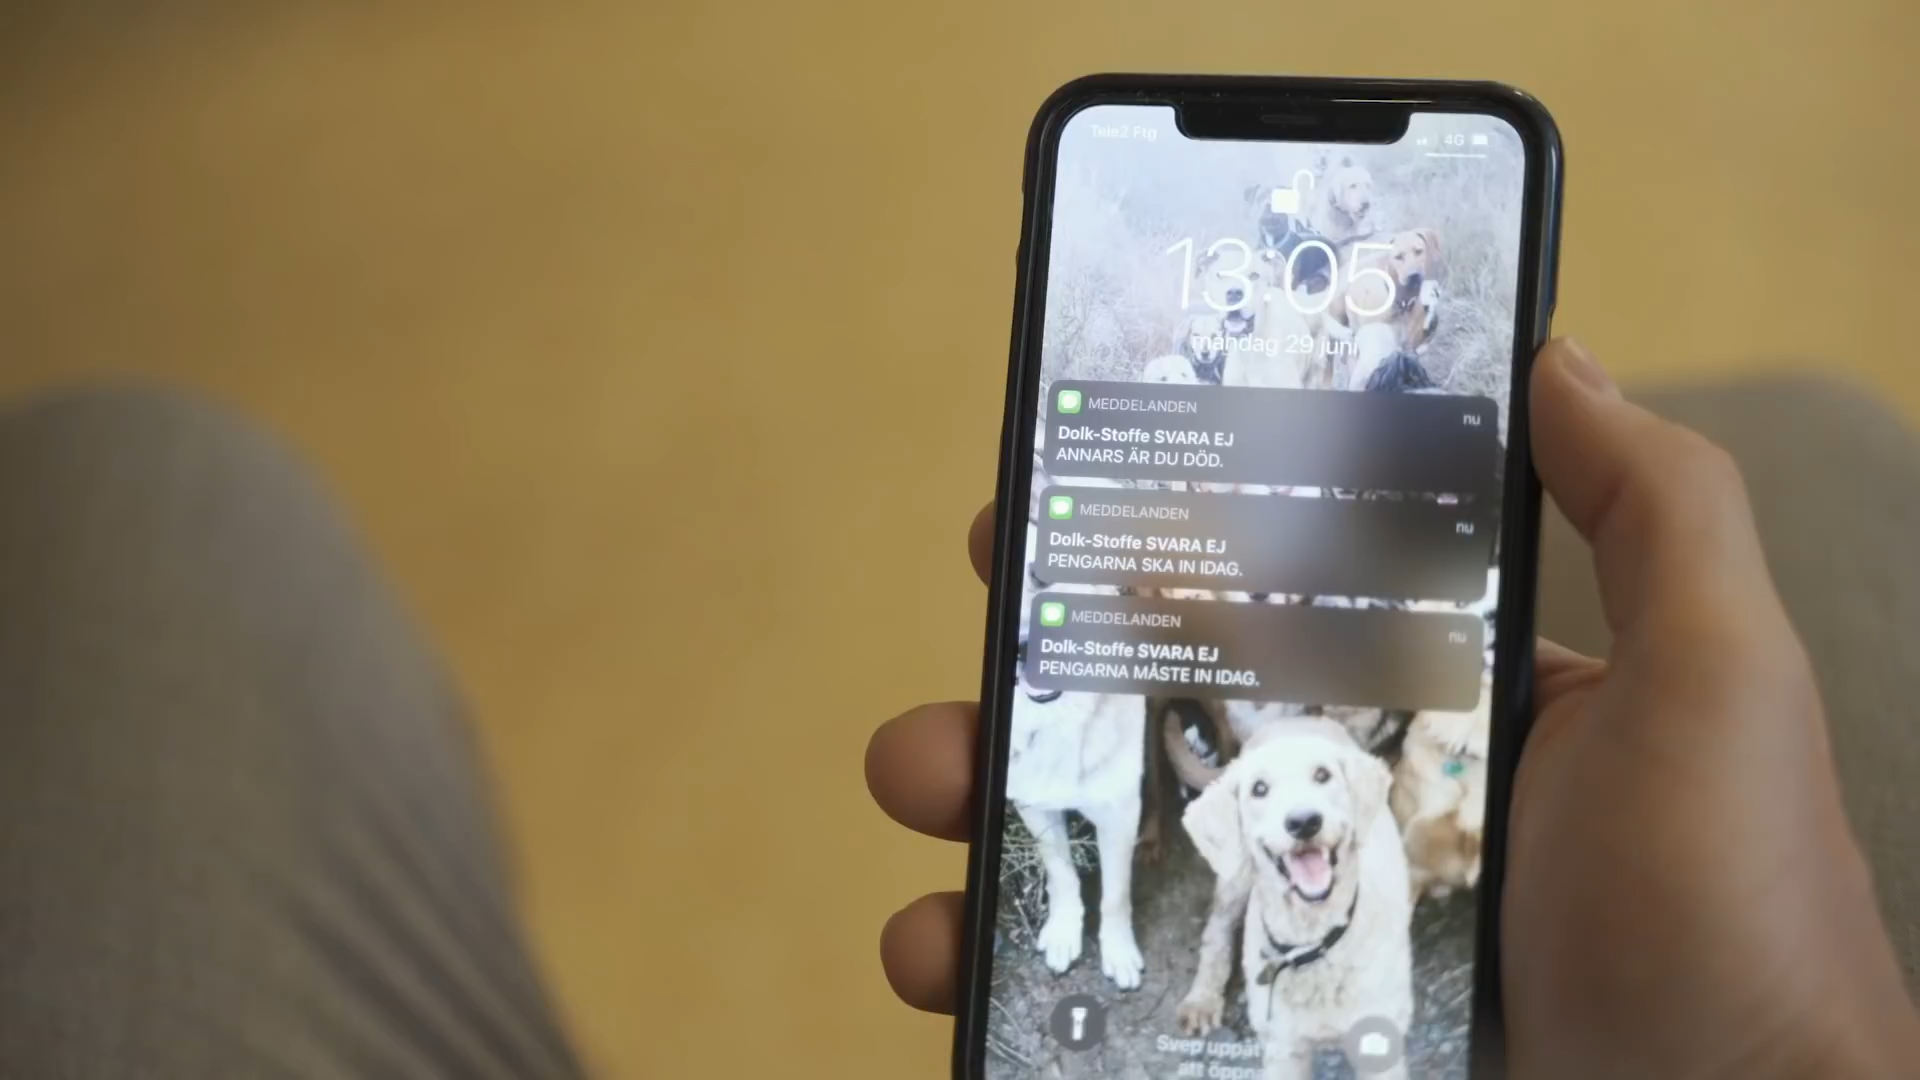 Tele2 Ftg
4G
13:05
måndag 29 juni
MEDDELANDEN
nu
Dolk-Stoffe SVARA EJ
ANNARS ÄR DU DÖD.
MEDDELANDEN
nu
Dolk-Stoffe SVARA EJ
PENGARNA SKA IN IDAG.
MEDDELANDEN
nu
Dolk-Stoffe SVARA EJ
PENGARNA MÅSTE IN IDAG.
Svep uppåt
att öppna